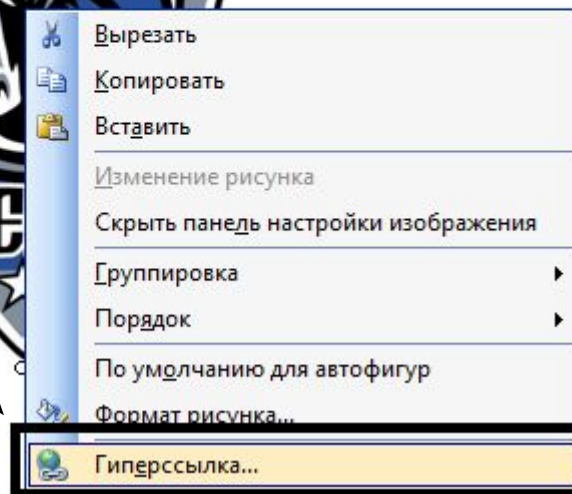 Вырезать
Копировать
Вставить
Изменение рисунка
Скрыть панель настройки изображения
Группировка
Порядок
По умолчанию для автофигур
Формат рисунка...
Гиперссылка...